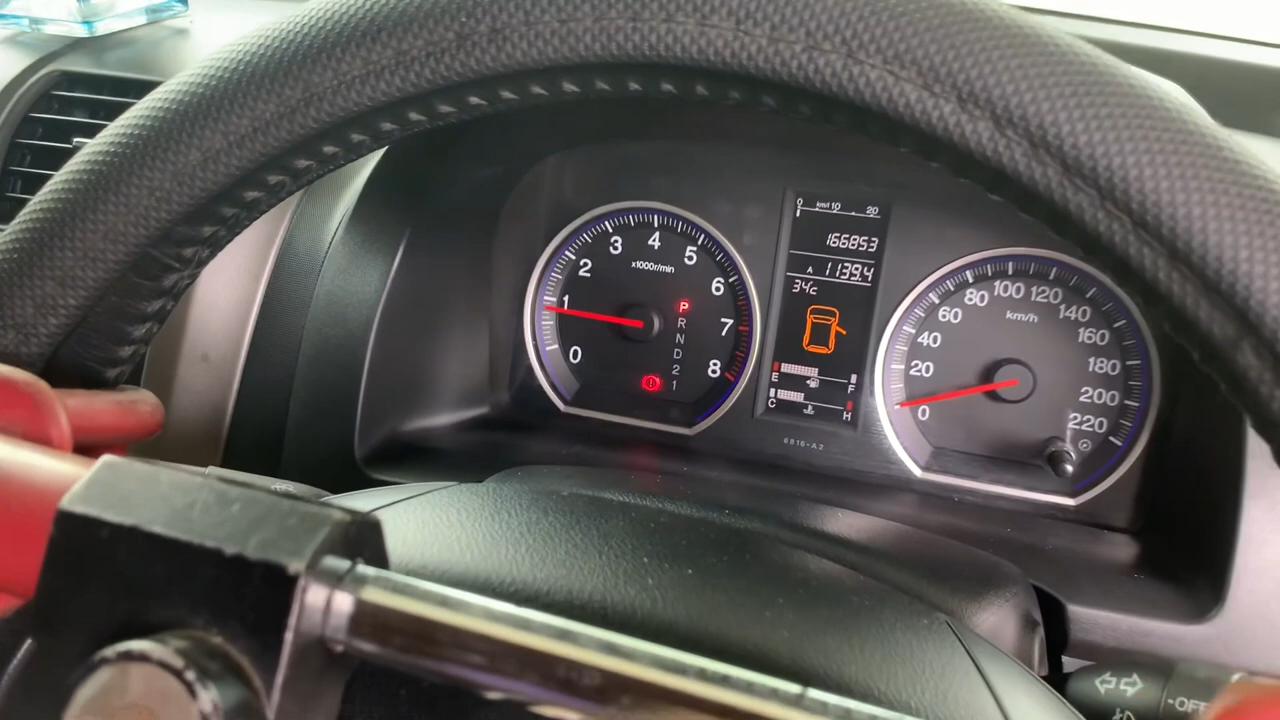 0 1 2 3 4 5 6 7 8
x1000r/min
P
R
N
D
2
1
0 km/l 10 20
166853
A 1139.4
34c
E F
C H
6816-A2
0 20 40 60 80 100 120 140 160 180 200 220
km/h
-OFF